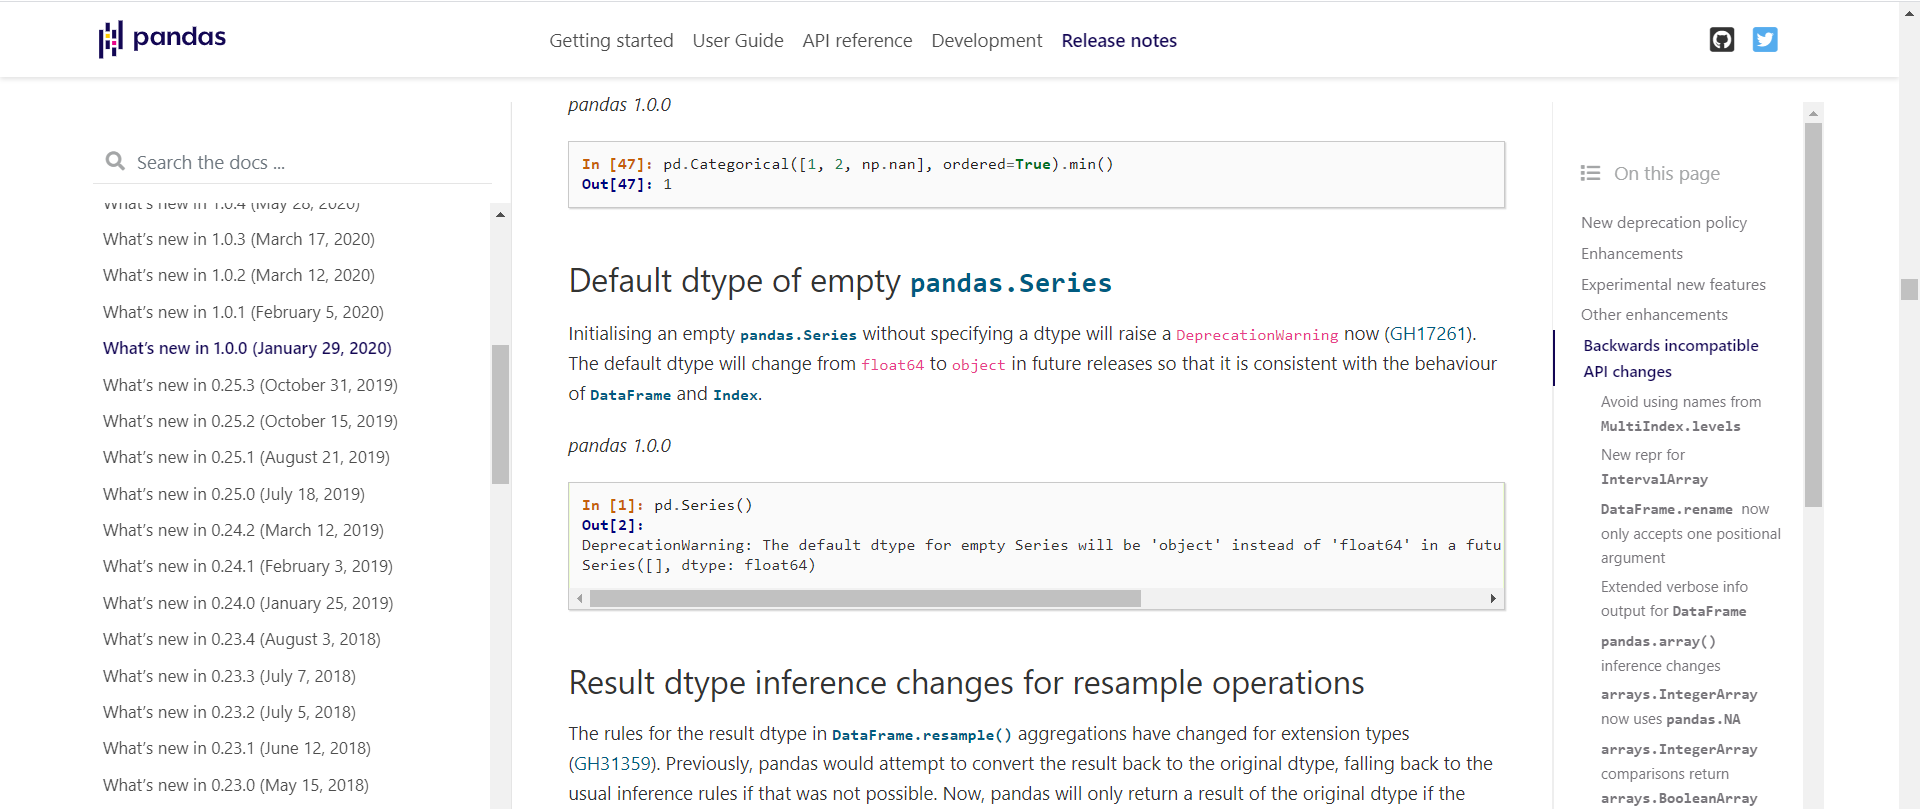 pandas
Getting started User Guide API reference Development Release notes
Search the docs ...
What's new in 1.0.4 (May 28, 2020)
What's new in 1.0.3 (March 17, 2020)
What's new in 1.0.2 (March 12, 2020)
What's new in 1.0.1 (February 5, 2020)
What's new in 1.0.0 (January 29, 2020)
What's new in 0.25.3 (October 31, 2019)
What's new in 0.25.2 (October 15, 2019)
What's new in 0.25.1 (August 21, 2019)
What's new in 0.25.0 (July 18, 2019)
What's new in 0.24.2 (March 12, 2019)
What's new in 0.24.1 (February 3, 2019)
What's new in 0.24.0 (January 25, 2019)
What's new in 0.23.4 (August 3, 2018)
What's new in 0.23.3 (July 7, 2018)
What's new in 0.23.2 (July 5, 2018)
What's new in 0.23.1 (June 12, 2018)
What's new in 0.23.0 (May 15, 2018)
pandas 1.0.0
In [47]: pd.Categorical([1, 2, np.nan], ordered=True).min()
Out[47]: 1
Default dtype of empty pandas.Series
Initialising an empty pandas.Series without specifying a dtype will raise a DeprecationWarning now (GH17261).
The default dtype will change from float64 to object in future releases so that it is consistent with the behaviour
of DataFrame and Index.
pandas 1.0.0
In [1]: pd.Series()
Out[2]:
DeprecationWarning: The default dtype for empty Series will be 'object' instead of 'float64' in a futu
Series([], dtype: float64)
Result dtype inference changes for resample operations
The rules for the result dtype in DataFrame.resample() aggregations have changed for extension types
(GH31359). Previously, pandas would attempt to convert the result back to the original dtype, falling back to the
usual inference rules if that was not possible. Now, pandas will only return a result of the original dtype if the
On this page
New deprecation policy
Enhancements
Experimental new features
Other enhancements
Backwards incompatible
API changes
Avoid using names from
MultiIndex.levels
New repr for
IntervalArray
DataFrame.rename now
only accepts one positional
argument
Extended verbose info
output for DataFrame
pandas.array()
inference changes
arrays.IntegerArray
now uses pandas.NA
arrays.IntegerArray
comparisons return
arrays.BooleanArray